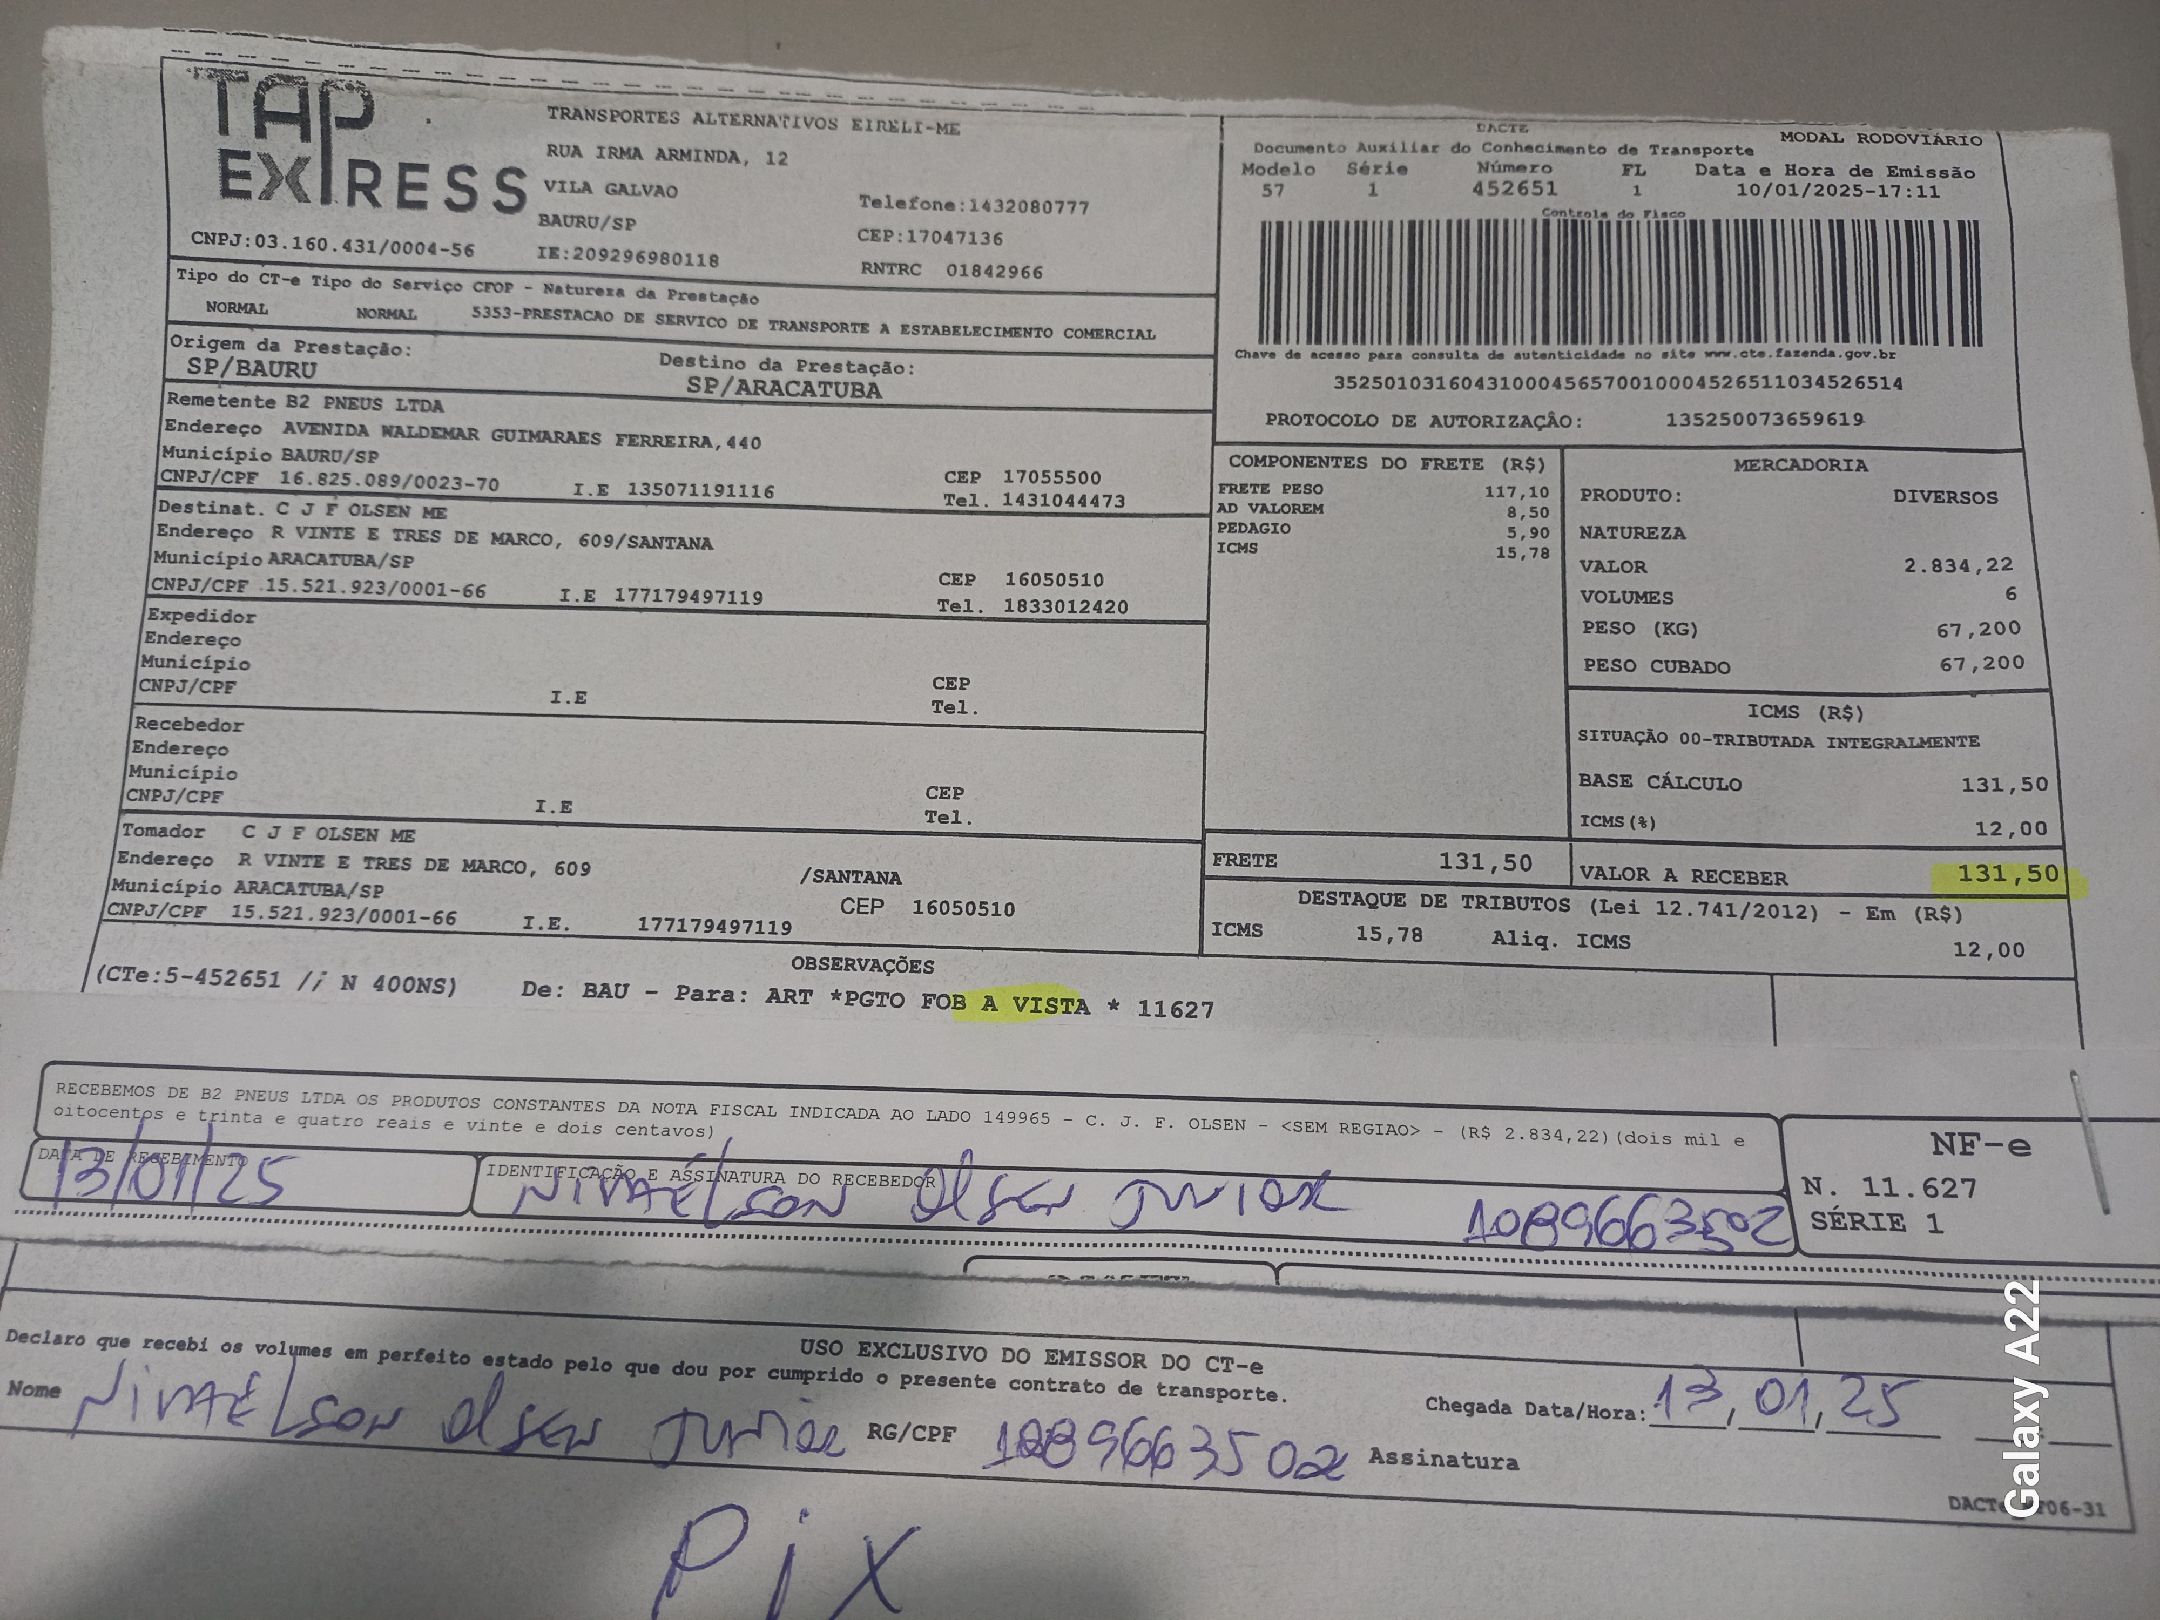 TAP
EXPRESS
TRANSPORTES ALTERNATIVOS EIRELI-ME
RUA IRMA ARMINDA, 12
VILA GALVAO
Telefone:1432080777
BAURU/SP
CEP:17047136
CNPJ:03.160.431/0004-56
IE:209296980118
RNTRC 01842966
DACTE
MODAL RODOVIÁRIO
Documento Auxiliar do Conhecimento de Transporte
Modelo Série Número FL Data e Hora de Emissão
57 1 452651 1 10/01/2025-17:11
Controle do Fisco
Chave de acesso para consulta de autenticidade no site www.cte.fazenda.gov.br
35250103160431000456570010004526511034526514
PROTOCOLO DE AUTORIZAÇÂO: 135250073659619
Tipo do CT-e Tipo do Serviço CFOP - Natureza da Prestação
NORMAL NORMAL 5353-PRESTACAO DE SERVICO DE TRANSPORTE A ESTABELECIMENTO COMERCIAL
Origem da Prestação: Destino da Prestação:
SP/BAURU SP/ARACATUBA
Remetente B2 PNEUS LTDA
Endereço AVENIDA WALDEMAR GUIMARAES FERREIRA,440
Município BAURU/SP CEP 17055500
CNPJ/CPF 16.825.089/0023-70 I.E 135071191116 Tel. 1431044473
Destinat. C J F OLSEN ME
Endereço R VINTE E TRES DE MARCO, 609/SANTANA
Município ARACATUBA/SP CEP 16050510
CNPJ/CPF 15.521.923/0001-66 I.E 177179497119 Tel. 1833012420
Expedidor
Endereço
Município CEP
CNPJ/CPF I.E Tel.
Recebedor
Endereço
Município CEP
CNPJ/CPF I.E Tel.
Tomador C J F OLSEN ME
Endereço R VINTE E TRES DE MARCO, 609 /SANTANA
Município ARACATUBA/SP CEP 16050510
CNPJ/CPF 15.521.923/0001-66 I.E. 177179497119
COMPONENTES DO FRETE (R$)
FRETE PESO 117,10
AD VALOREM 8,50
PEDAGIO 5,90
ICMS 15,78
MERCADORIA
PRODUTO: DIVERSOS
NATUREZA
VALOR 2.834,22
VOLUMES 6
PESO (KG) 67,200
PESO CUBADO 67,200
ICMS (R$)
SITUAÇÃO 00-TRIBUTADA INTEGRALMENTE
BASE CÁLCULO 131,50
ICMS(%) 12,00
FRETE 131,50 VALOR A RECEBER 131,50
DESTAQUE DE TRIBUTOS (Lei 12.741/2012) - Em (R$)
ICMS 15,78 Aliq. ICMS 12,00
OBSERVAÇÕES
(CTe:5-452651 // N 400NS) De: BAU - Para: ART *PGTO FOB A VISTA * 11627
RECEBEMOS DE B2 PNEUS LTDA OS PRODUTOS CONSTANTES DA NOTA FISCAL INDICADA AO LADO 149965 - C. J. F. OLSEN - <SEM REGIAO> - (R$ 2.834,22)(dois mil e
oitocentos e trinta e quatro reais e vinte e dois centavos)
DATA DE RECEBIMENTO
13/01/25
IDENTIFICAÇÃO E ASSINATURA DO RECEBEDOR
Nivaélson Olsen Junior 10896663502
NF-e
N. 11.627
SÉRIE 1
USO EXCLUSIVO DO EMISSOR DO CT-e
Declaro que recebi os volumes em perfeito estado pelo que dou por cumprido o presente contrato de transporte.
Nome Nivaélson Olsen Junior RG/CPF Assinatura
Chegada Data/Hora: 13,01,25
Pix
Galaxy A22